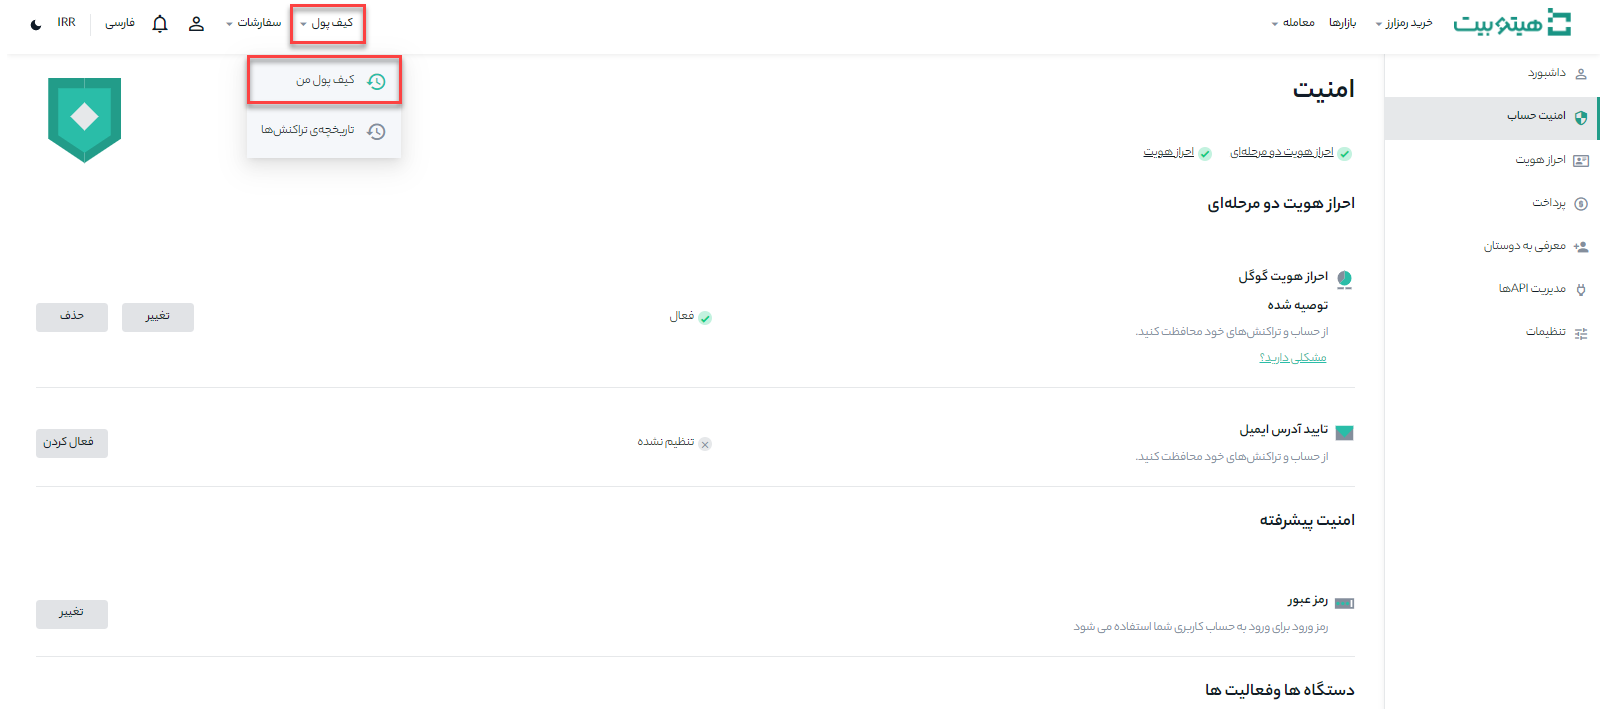 هیتوبیت
خرید رمزارز
بازارها
معامله
سفارشات
کیف پول
فارسی
IRR
کیف پول من
تاریخچه‌ی تراکنش‌ها
داشبورد
امنیت حساب
احراز هویت
پرداخت
معرفی به دوستان
مدیریت APIها
تنظیمات
امنیت
احراز هویت دو مرحله‌ای
احراز هویت
احراز هویت دو مرحله‌ای
احراز هویت گوگل
توصیه شده
از حساب و تراکنش‌های خود محافظت کنید.
مشکلی دارید؟
فعال
تغییر
حذف
تایید آدرس ایمیل
از حساب و تراکنش‌های خود محافظت کنید.
تنظیم نشده
فعال کردن
امنیت پیشرفته
رمز عبور
رمز ورود برای ورود به حساب کاربری شما استفاده می شود
تغییر
دستگاه ها وفعالیت ها